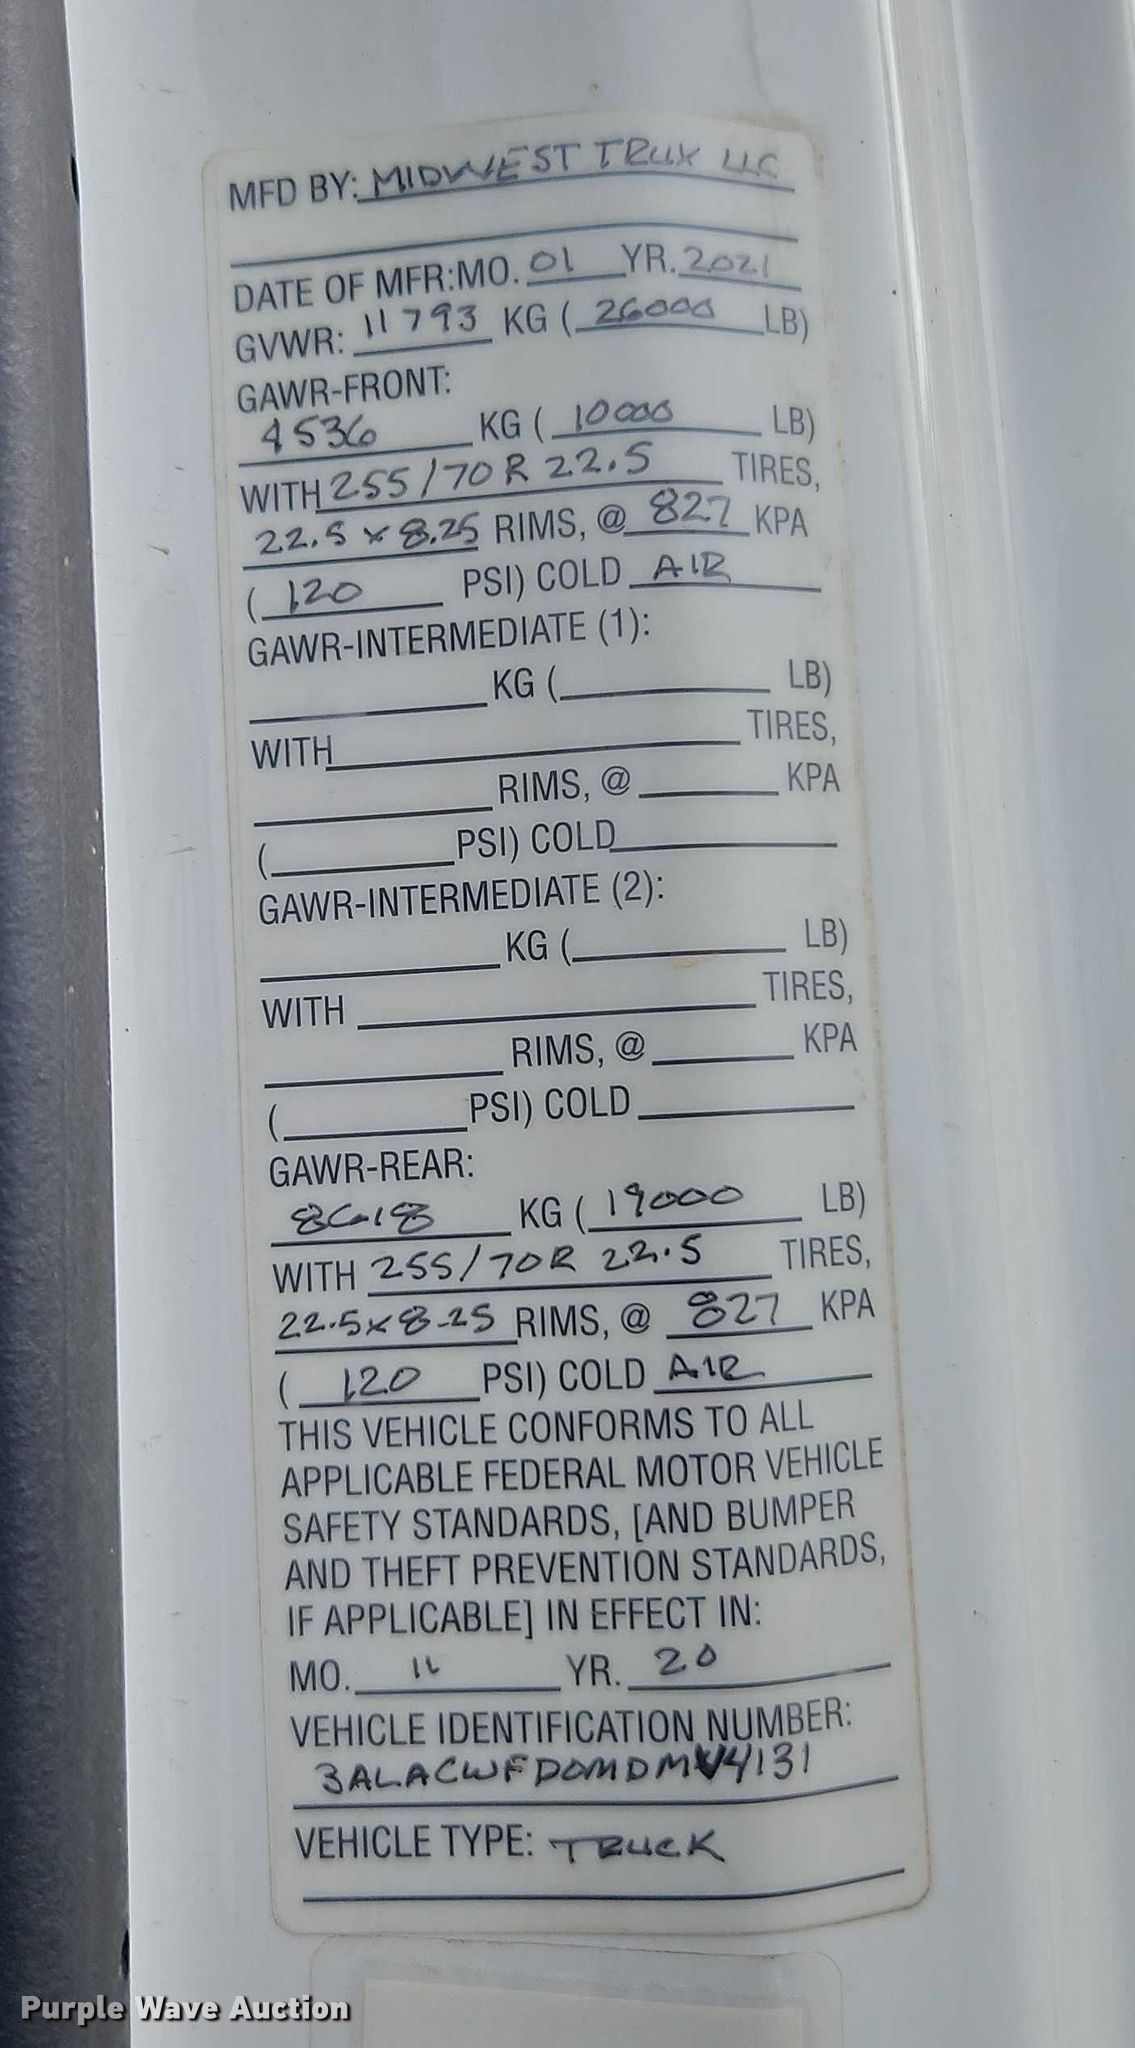 MFD BY: MIDWEST TRUX LLC
DATE OF MFR:MO. 01 YR. 2021
GVWR: 11793 KG ( 26000 LB)
GAWR-FRONT:
4536 KG ( 10000 LB)
WITH 255/70R 22.5 TIRES,
22.5 x 8.25 RIMS, @ 827 KPA
( 120 PSI) COLD AIR
GAWR-INTERMEDIATE (1):
KG ( LB)
WITH TIRES,
RIMS, @ KPA
( PSI) COLD
GAWR-INTERMEDIATE (2):
KG ( LB)
WITH TIRES,
RIMS, @ KPA
( PSI) COLD
GAWR-REAR:
8618 KG ( 19000 LB)
WITH 255/70R 22.5 TIRES,
22.5x8.25 RIMS, @ 827 KPA
( 120 PSI) COLD AIR
THIS VEHICLE CONFORMS TO ALL
APPLICABLE FEDERAL MOTOR VEHICLE
SAFETY STANDARDS, [AND BUMPER
AND THEFT PREVENTION STANDARDS,
IF APPLICABLE] IN EFFECT IN:
MO. 11 YR. 20
VEHICLE IDENTIFICATION NUMBER:
3ALACWFD0MDMV4131
VEHICLE TYPE: TRUCK
Purple Wave Auction